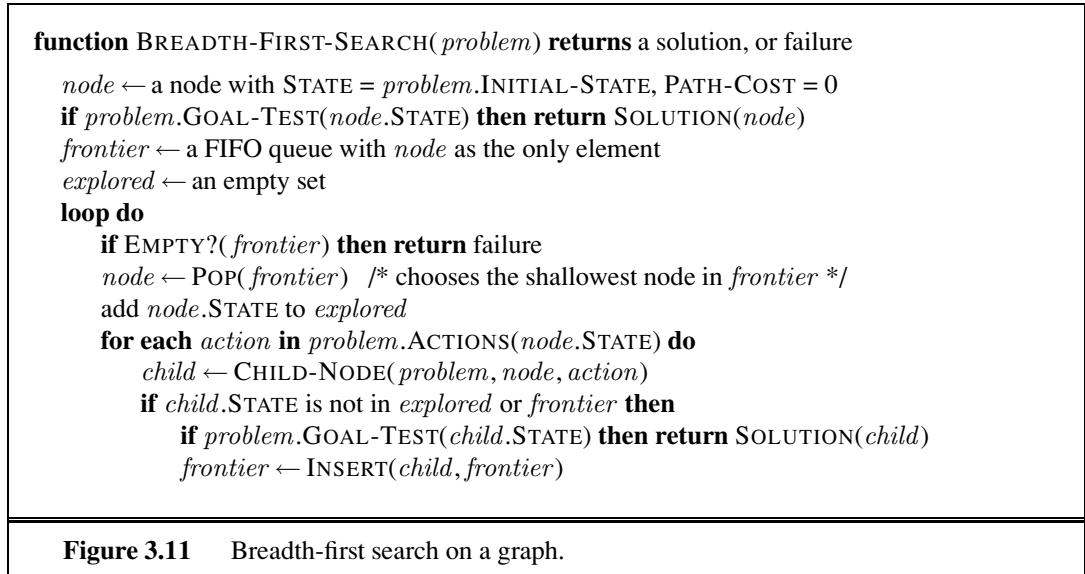 function BREADTH-FIRST-SEARCH(problem) returns a solution, or failure
node ← a node with STATE = problem.INITIAL-STATE, PATH-COST = 0
if problem.GOAL-TEST(node.STATE) then return SOLUTION(node)
frontier ← a FIFO queue with node as the only element
explored ← an empty set
loop do
if EMPTY?(frontier) then return failure
node ← POP(frontier) /* chooses the shallowest node in frontier */
add node.STATE to explored
for each action in problem.ACTIONS(node.STATE) do
child ← CHILD-NODE(problem, node, action)
if child.STATE is not in explored or frontier then
if problem.GOAL-TEST(child.STATE) then return SOLUTION(child)
frontier ← INSERT(child, frontier)
Figure 3.11 Breadth-first search on a graph.